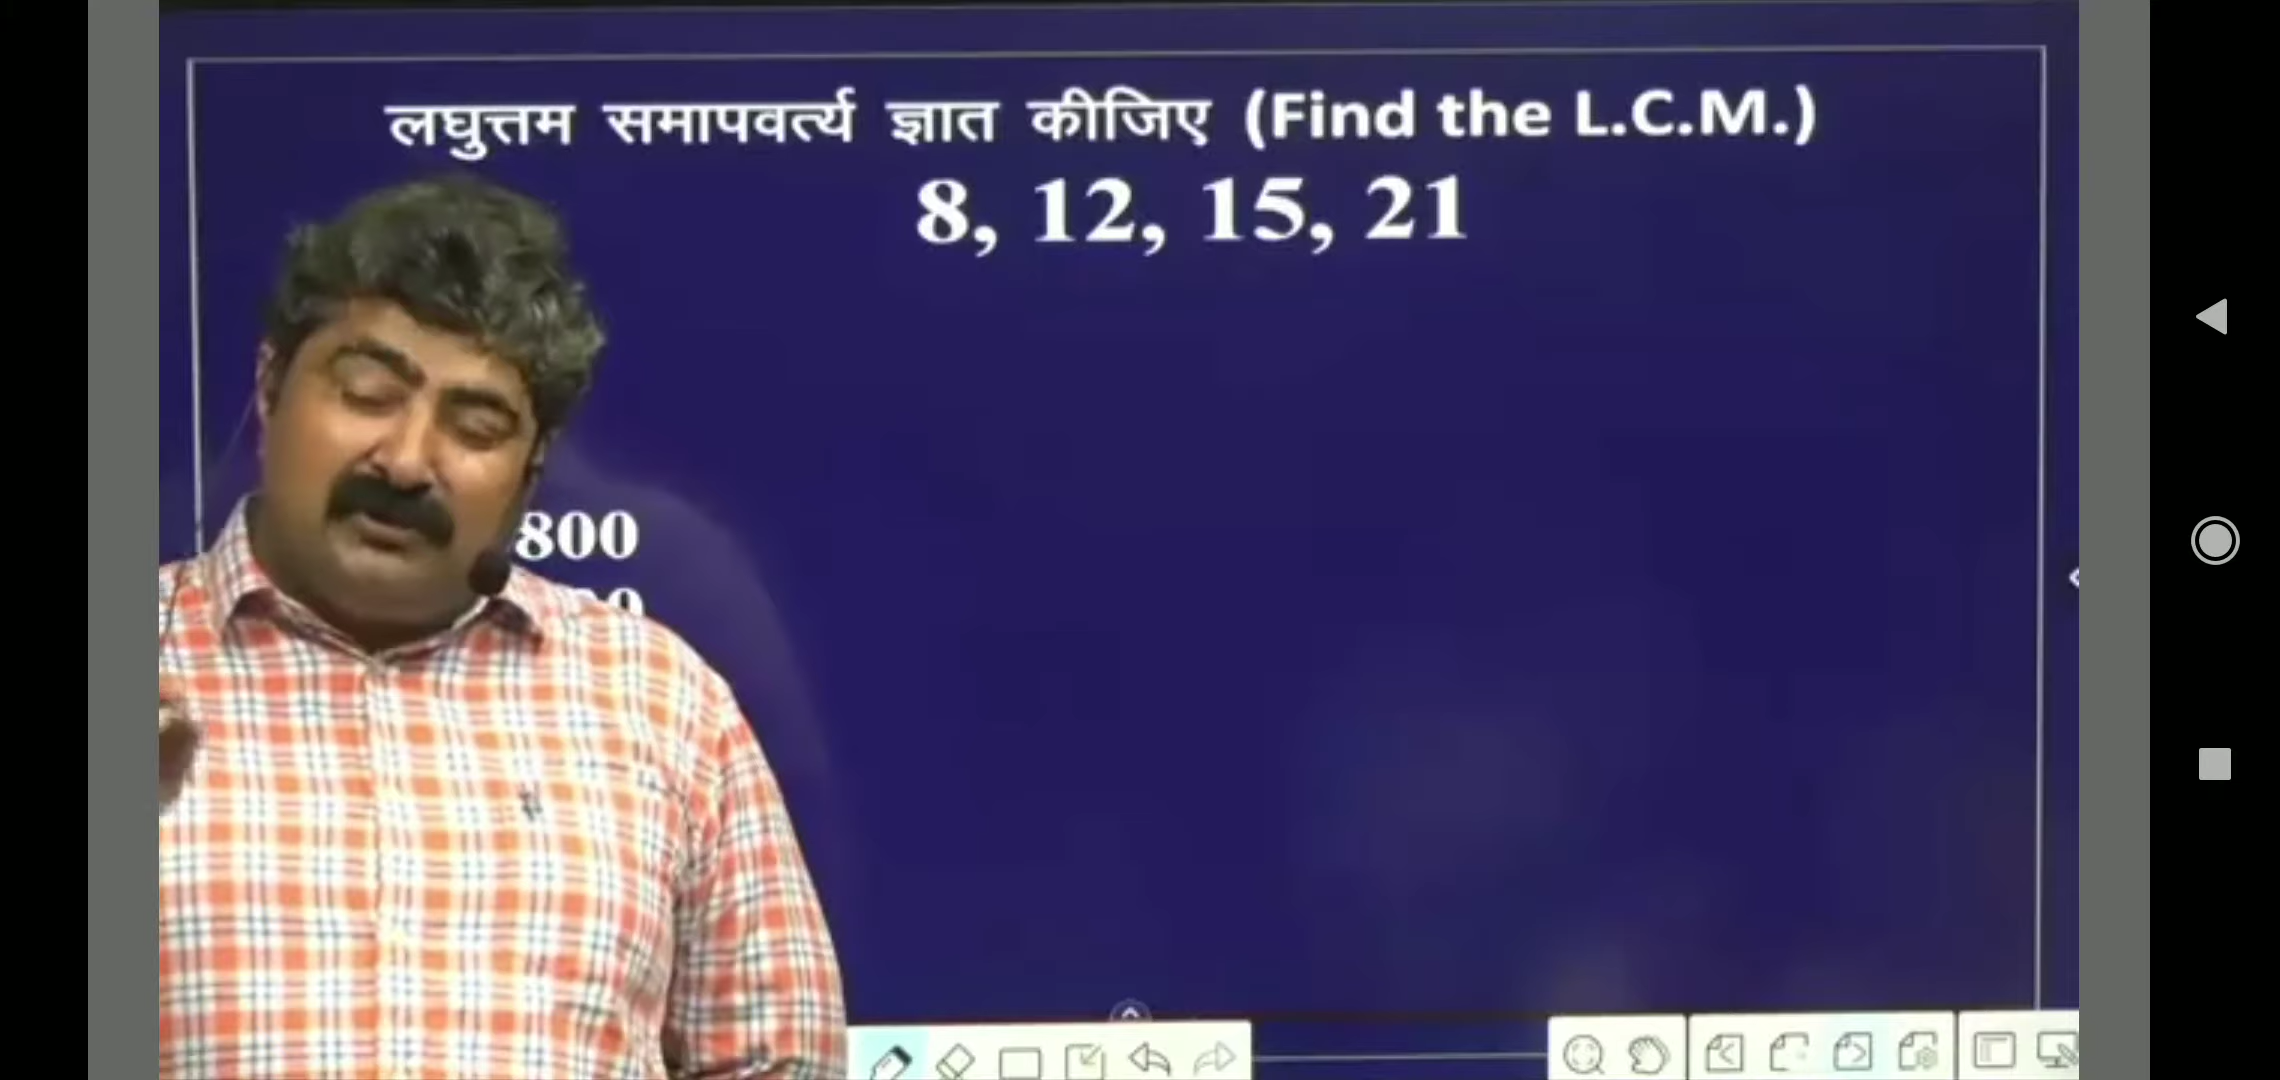 लघुत्तम समापवर्त्य ज्ञात कीजिए (Find the L.C.M.)
8, 12, 15, 21
800